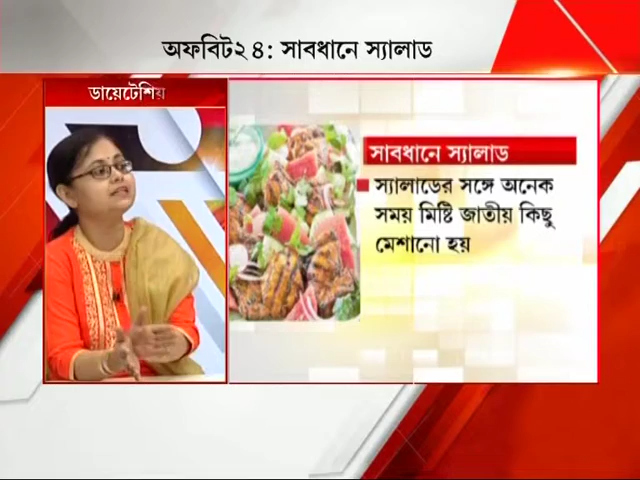 অফবিট২৪: সাবধানে স্যালাড
ডায়েটেশিয়
সাবধানে স্যালাড
স্যালাডের সঙ্গে অনেক
সময় মিষ্টি জাতীয় কিছু
মেশানো হয়